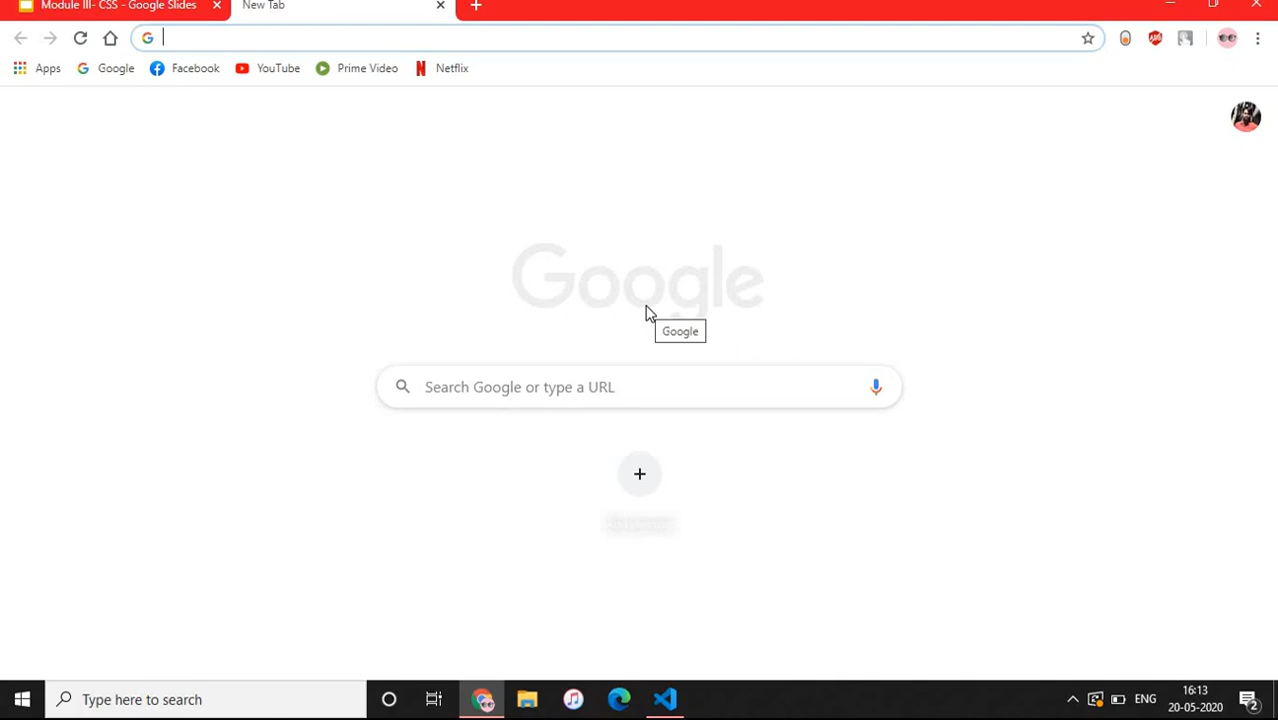 Module III- CSS - Google Slides
New Tab
Apps
Google
Facebook
YouTube
Prime Video
Netflix
Google
Google
Search Google or type a URL
Type here to search
ENG
16:13
20-05-2020
2